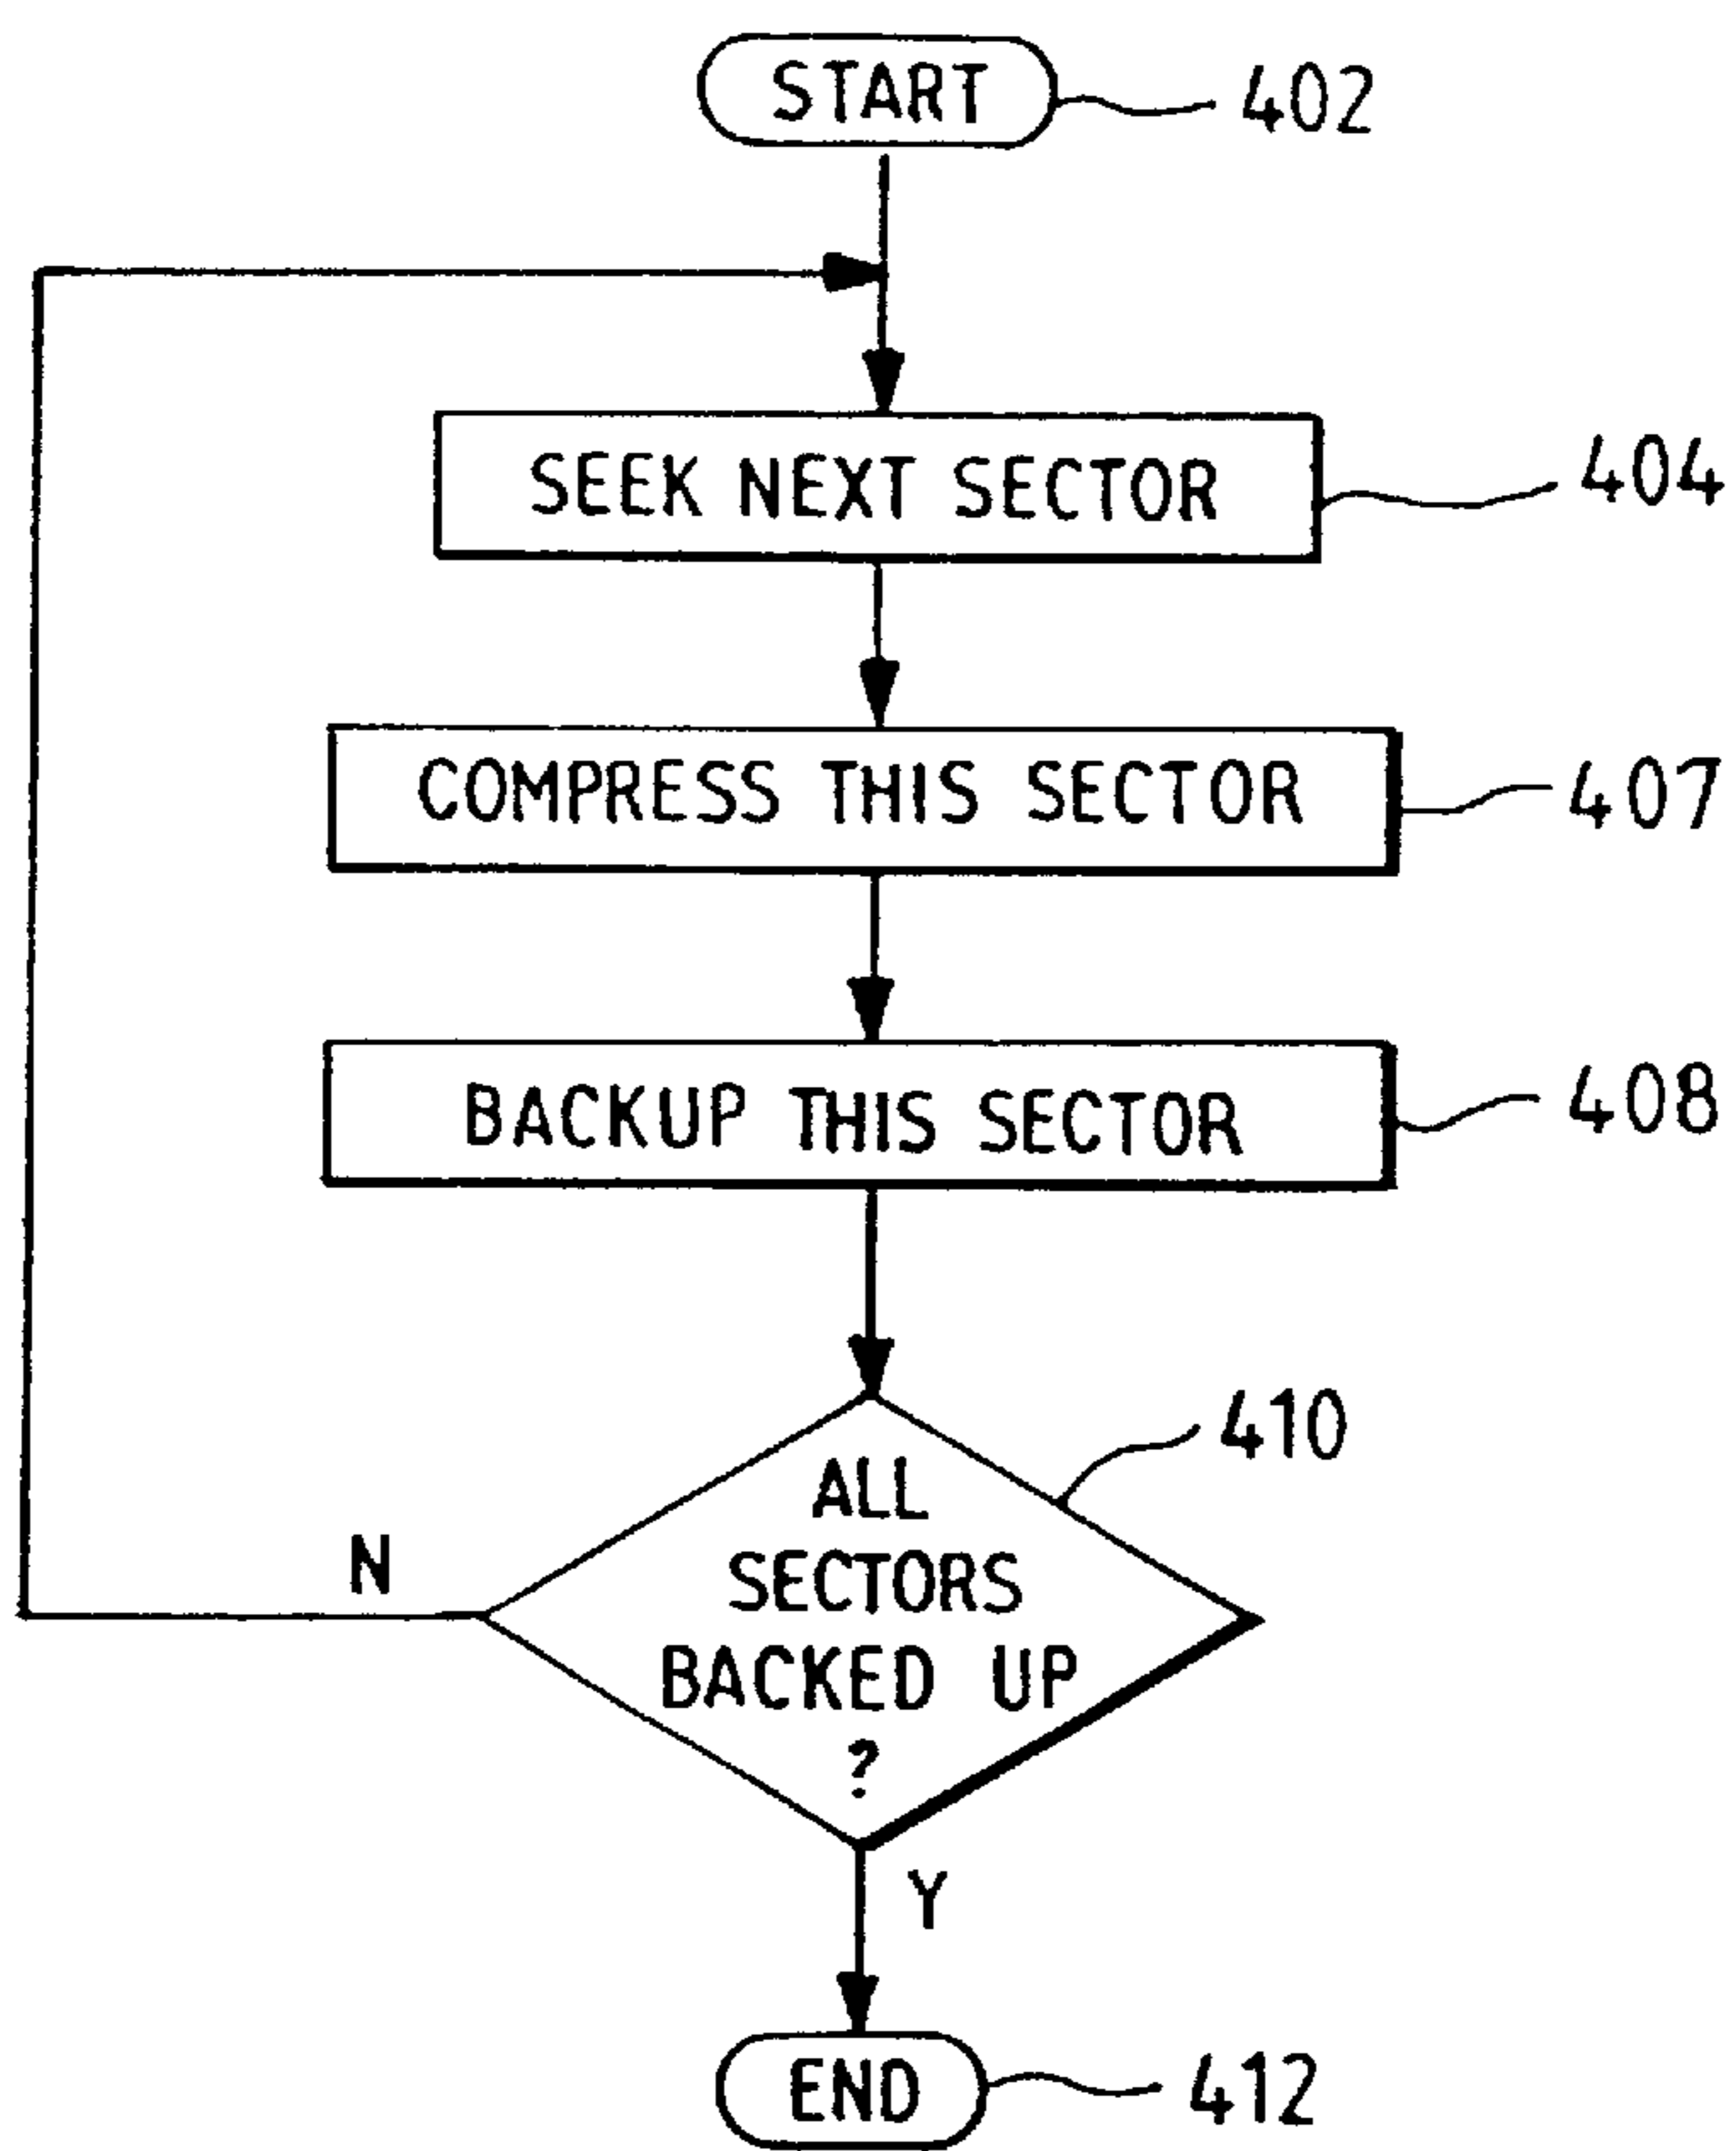 START
402
SEEK NEXT SECTOR
404
COMPRESS THIS SECTOR
407
BACKUP THIS SECTOR
408
410
ALL
SECTORS
BACKED UP
?
N
Y
END
412